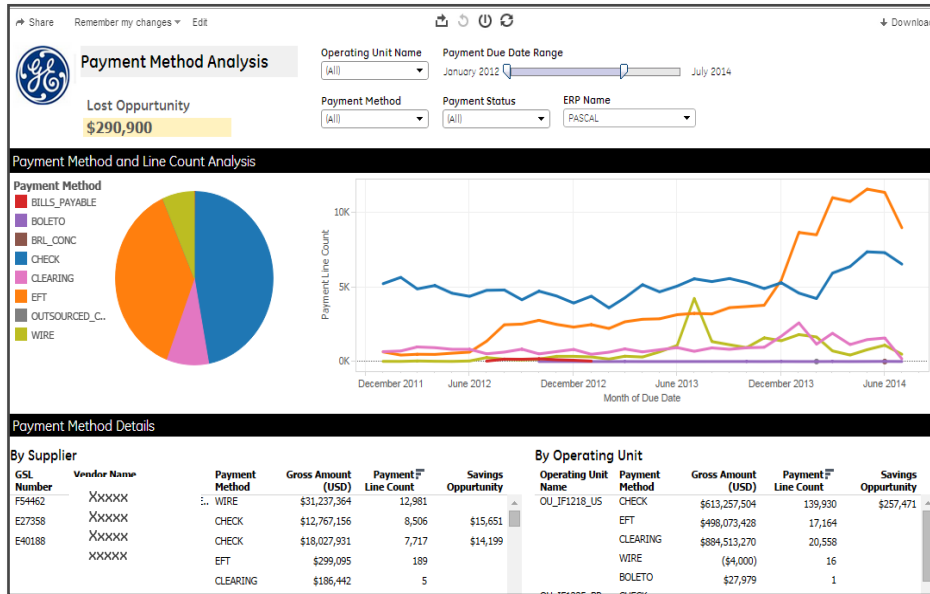 Share Remember my changes Edit Download
Payment Method Analysis
Lost Oppurtunity
$290,900
Operating Unit Name Payment Due Date Range
(All) January 2012 July 2014
Payment Method Payment Status ERP Name
(All) (All) PASCAL
Payment Method and Line Count Analysis
Payment Method
BILLS_PAYABLE
BOLETO
BRL_CONC
CHECK
CLEARING
EFT
OUTSOURCED_C..
WIRE
Payment Line Count
10K
5K
0K
December 2011 June 2012 December 2012 June 2013 December 2013 June 2014
Month of Due Date
Payment Method Details
By Supplier
GSL Number Vendor Name Payment Method Gross Amount (USD) Payment Line Count Savings Oppurtunity
F54462 Xxxxx E.. WIRE $31,237,364 12,981
E27358 Xxxxx CHECK $12,767,156 8,506 $15,651
E40188 Xxxxx CHECK $18,027,931 7,717 $14,199
xxxxx EFT $299,095 189
CLEARING $186,442 5
By Operating Unit
Operating Unit Name Payment Method Gross Amount (USD) Payment Line Count Savings Oppurtunity
OU_IF1218_US CHECK $613,257,504 139,930 $257,471
EFT $498,073,428 17,164
CLEARING $884,513,270 20,558
WIRE ($4,000) 16
BOLETO $27,979 1